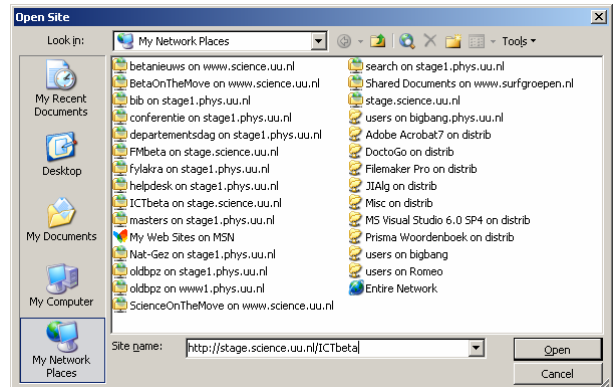 Open Site
Look in:
My Network Places
Tools
My Recent
Documents
Desktop
My Documents
My Computer
My Network
Places
betanieuws on www.science.uu.nl
BetaOnTheMove on www.science.uu.nl
bib on stage1.phys.uu.nl
conferentie on stage1.phys.uu.nl
departementsdag on stage1.phys.uu.nl
FMbeta on stage.science.uu.nl
fylakra on stage1.phys.uu.nl
helpdesk on stage1.phys.uu.nl
ICTbeta on stage.science.uu.nl
masters on stage1.phys.uu.nl
My Web Sites on MSN
Nat-Gez on stage1.phys.uu.nl
oldbpz on stage1.phys.uu.nl
oldbpz on www1.phys.uu.nl
ScienceOnTheMove on www.science.uu.nl
search on stage1.phys.uu.nl
Shared Documents on www.surfgroepen.nl
stage.science.uu.nl
users on bigbang.phys.uu.nl
Adobe Acrobat7 on distrib
DoctoGo on distrib
Filemaker Pro on distrib
JIAlg on distrib
Misc on distrib
MS Visual Studio 6.0 SP4 on distrib
Prisma Woordenboek on distrib
users on bigbang
users on Romeo
Entire Network
Site name:
http://stage.science.uu.nl/ICTbeta
Open
Cancel